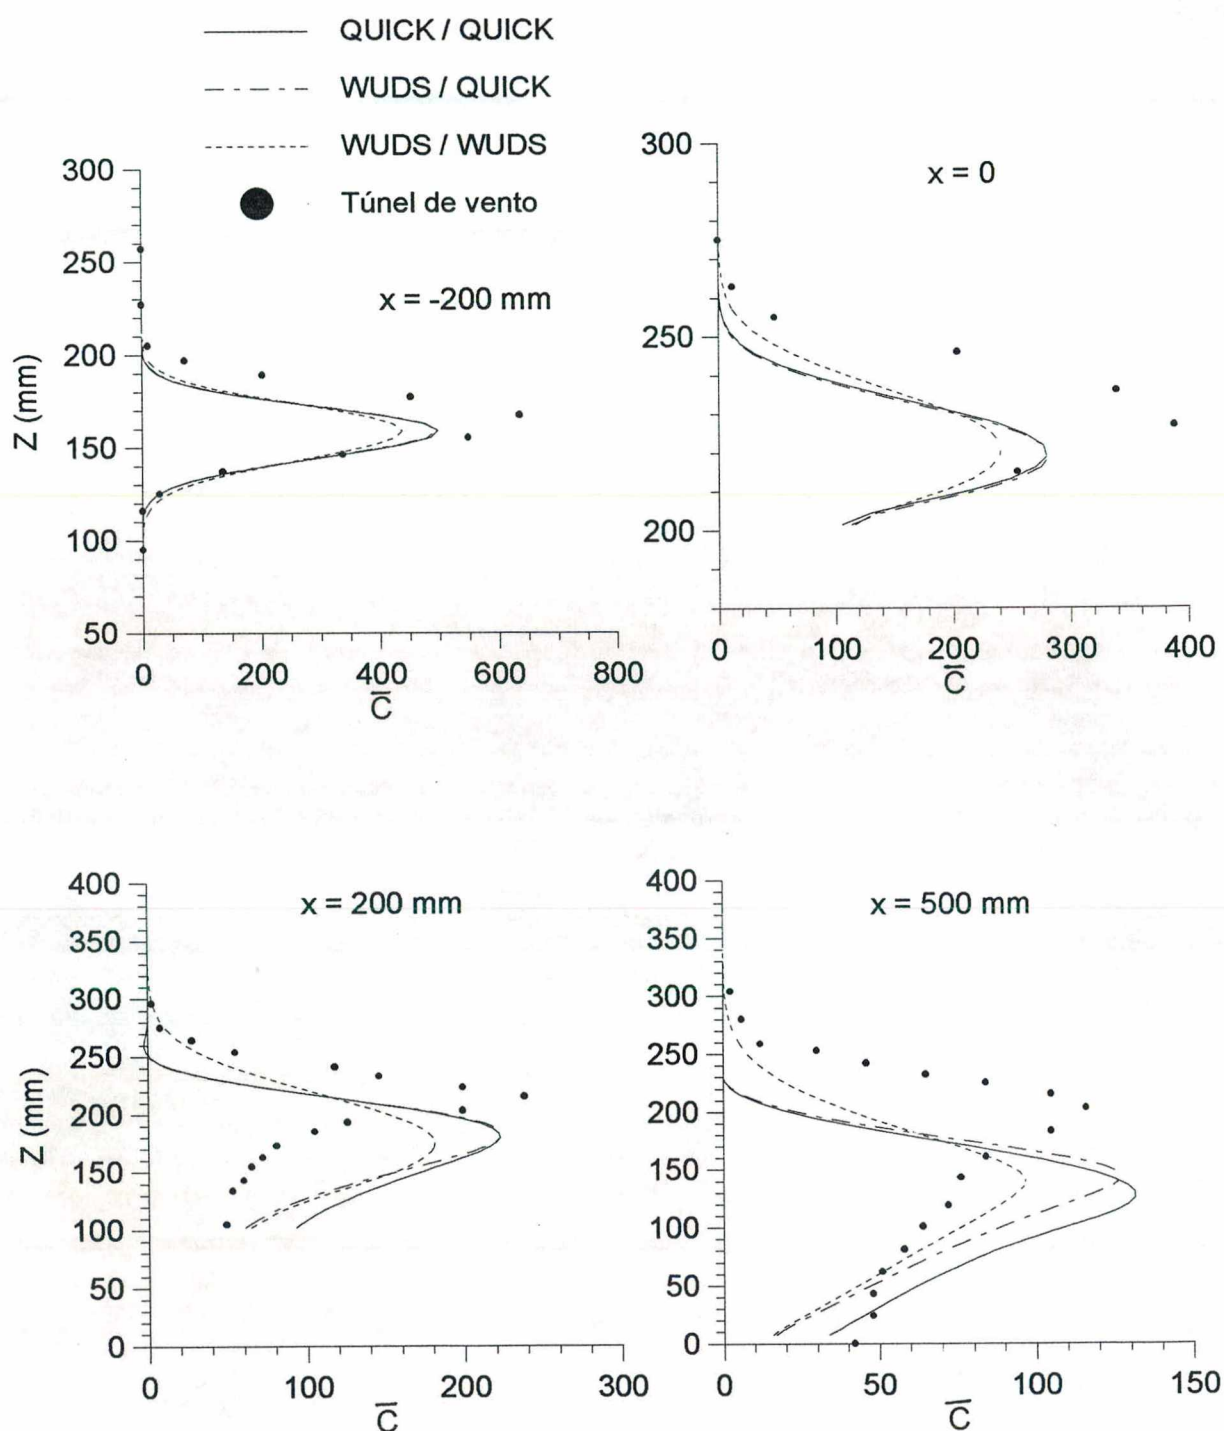 QUICK / QUICK
WUDS / QUICK
WUDS / WUDS
Túnel de vento
x = -200 mm
300
250
200
150
100
50
Z (mm)
0 200 400 600 800
C̅
x = 0
300
250
200
0 100 200 300 400
C̅
x = 200 mm
400
350
300
250
200
150
100
50
0
Z (mm)
0 100 200 300
C̅
x = 500 mm
400
350
300
250
200
150
100
50
0
0 50 100 150
C̅